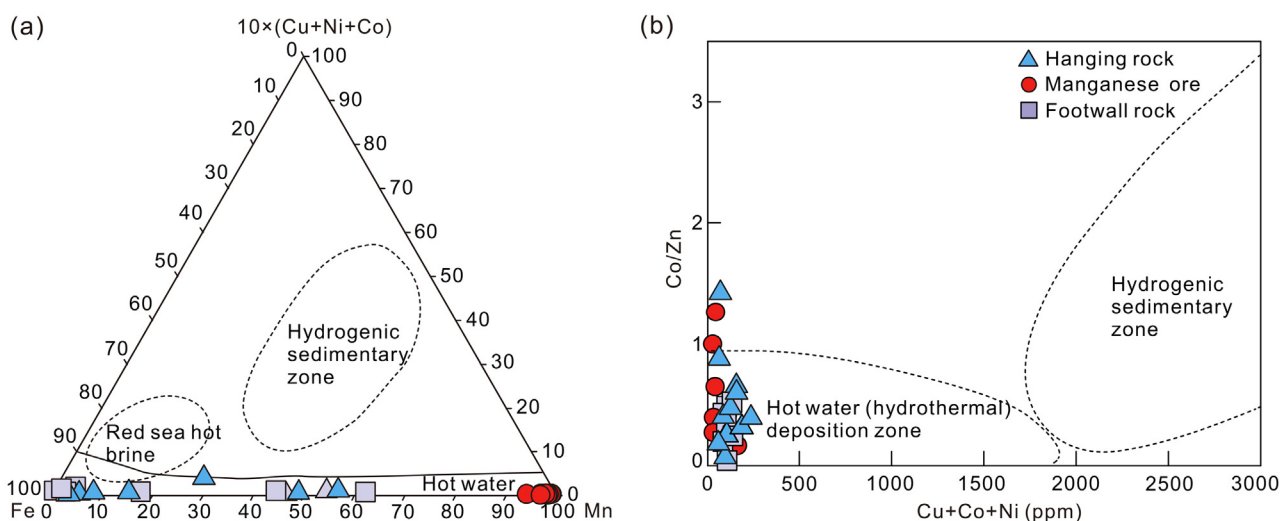 (a)
10×(Cu+Ni+Co)
0
100
10
90
20
80
30
70
40
60
50
50
60
40
70
30
80
20
90
10
100
0
Hydrogenic
sedimentary
zone
Red sea hot
brine
Hot water
Fe 0 10 20 30 40 50 60 70 80 90 100 Mn
(b)
Hanging rock
Manganese ore
Footwall rock
Co/Zn
3
2
1
0
Hydrogenic
sedimentary
zone
Hot water (hydrothermal)
deposition zone
0 500 1000 1500 2000 2500 3000
Cu+Co+Ni (ppm)